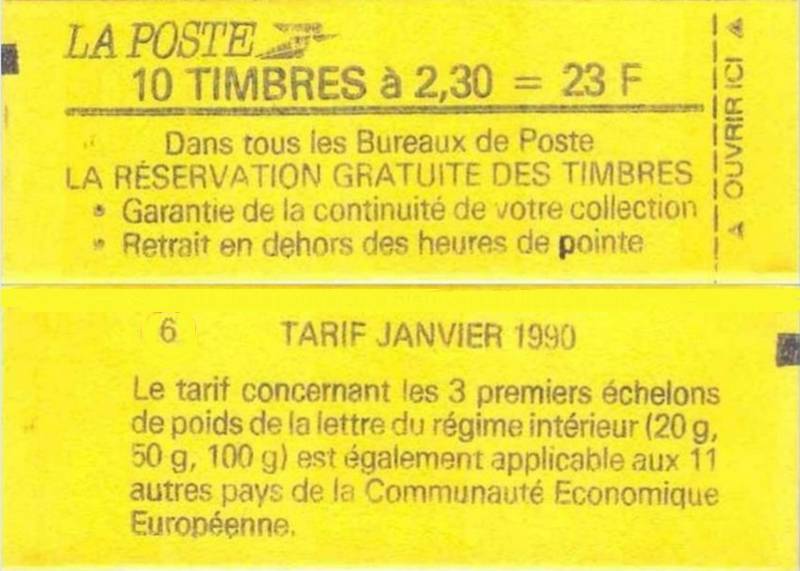 LA POSTE
10 TIMBRES à 2,30 = 23 F
Dans tous les Bureaux de Poste
LA RÉSERVATION GRATUITE DES TIMBRES
• Garantie de la continuité de votre collection
• Retrait en dehors des heures de pointe
OUVRIR ICI
6 TARIF JANVIER 1990
Le tarif concernant les 3 premiers échelons
de poids de la lettre du régime intérieur (20 g,
50 g, 100 g) est également applicable aux 11
autres pays de la Communauté Economique
Européenne.